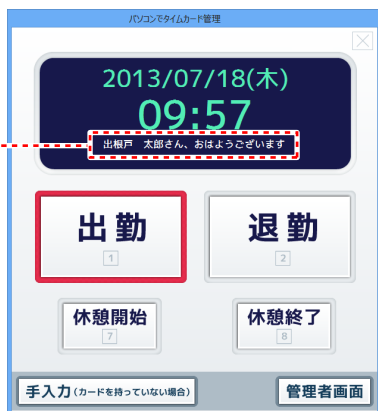 パソコンでタイムカード管理
2013/07/18(木)
09:57
出根戸 太郎さん、おはようございます
出勤
1
退勤
2
休憩開始
7
休憩終了
8
手入力(カードを持っていない場合)
管理者画面